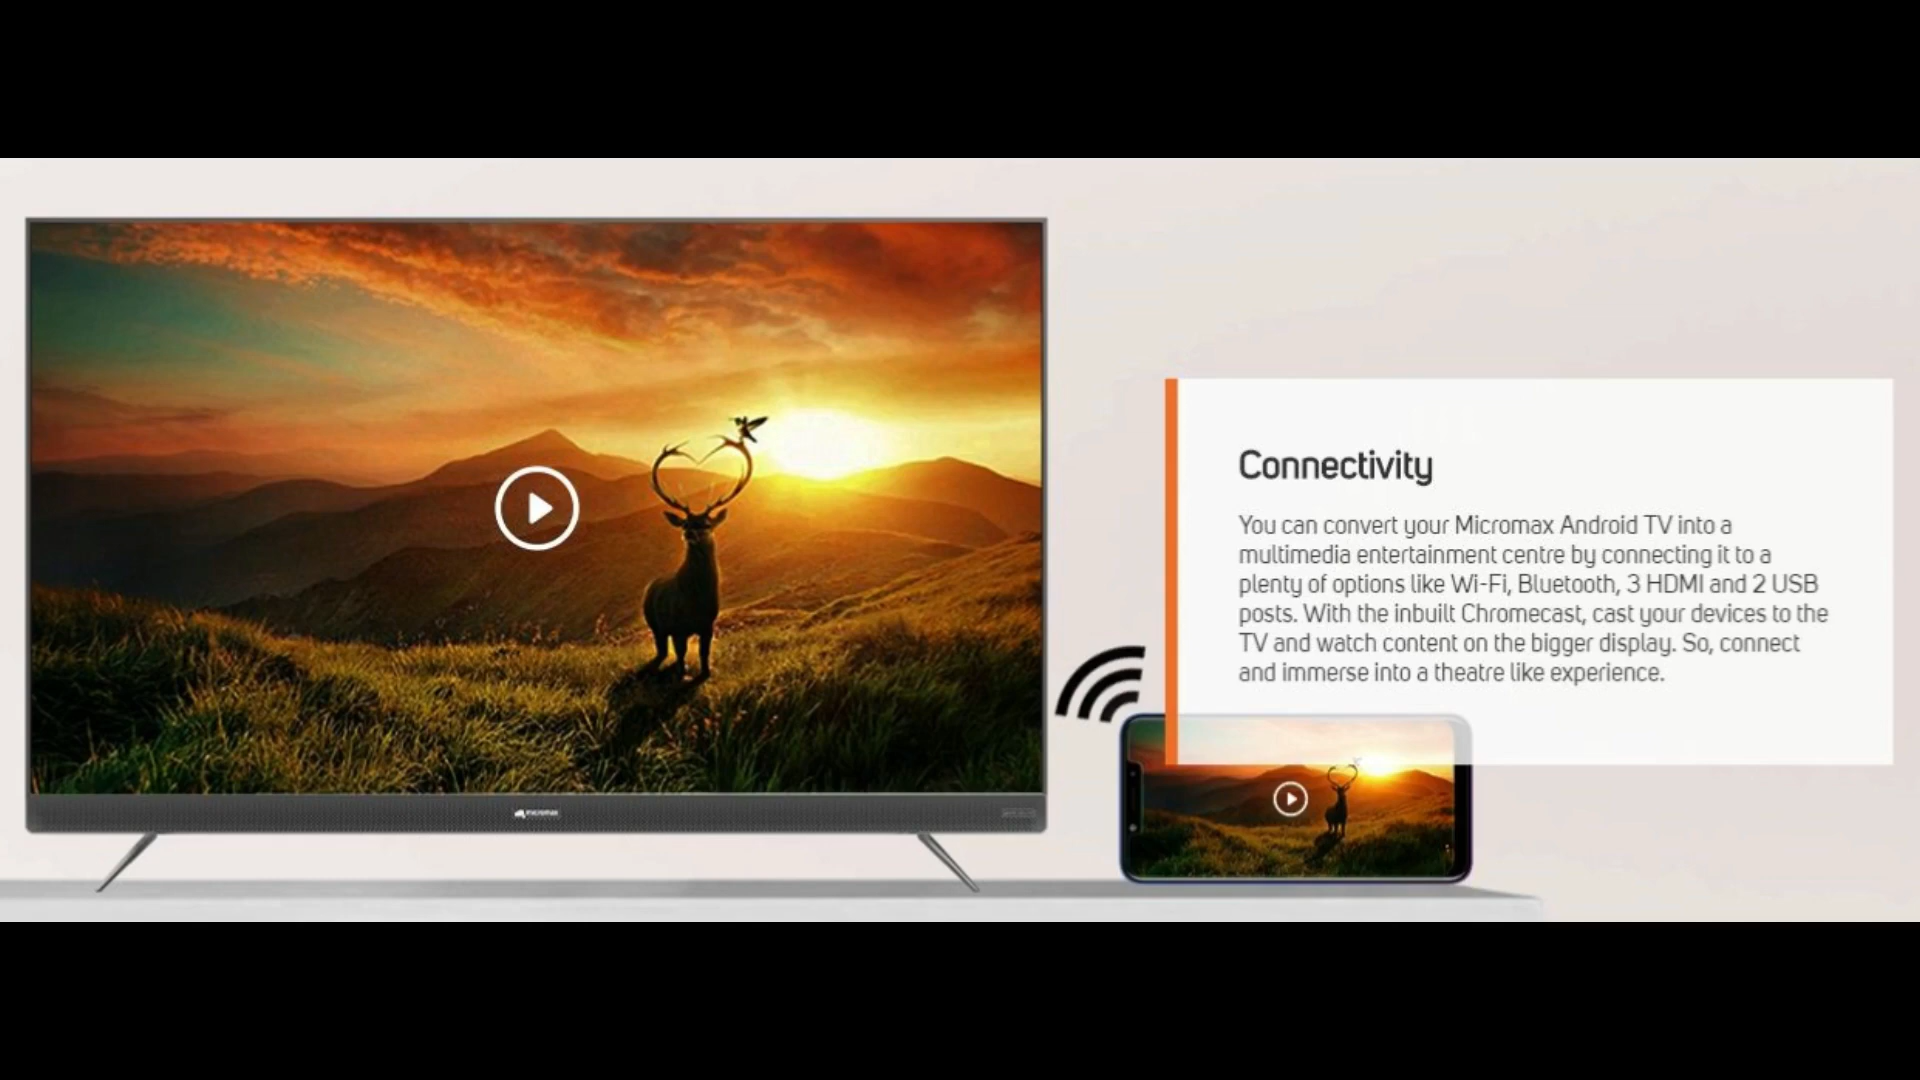 Connectivity
You can convert your Micromax Android TV into a
multimedia entertainment centre by connecting it to a
plenty of options like Wi-Fi, Bluetooth, 3 HDMI and 2 USB
posts. With the inbuilt Chromecast, cast your devices to the
TV and watch content on the bigger display. So, connect
and immerse into a theatre like experience.
micromax